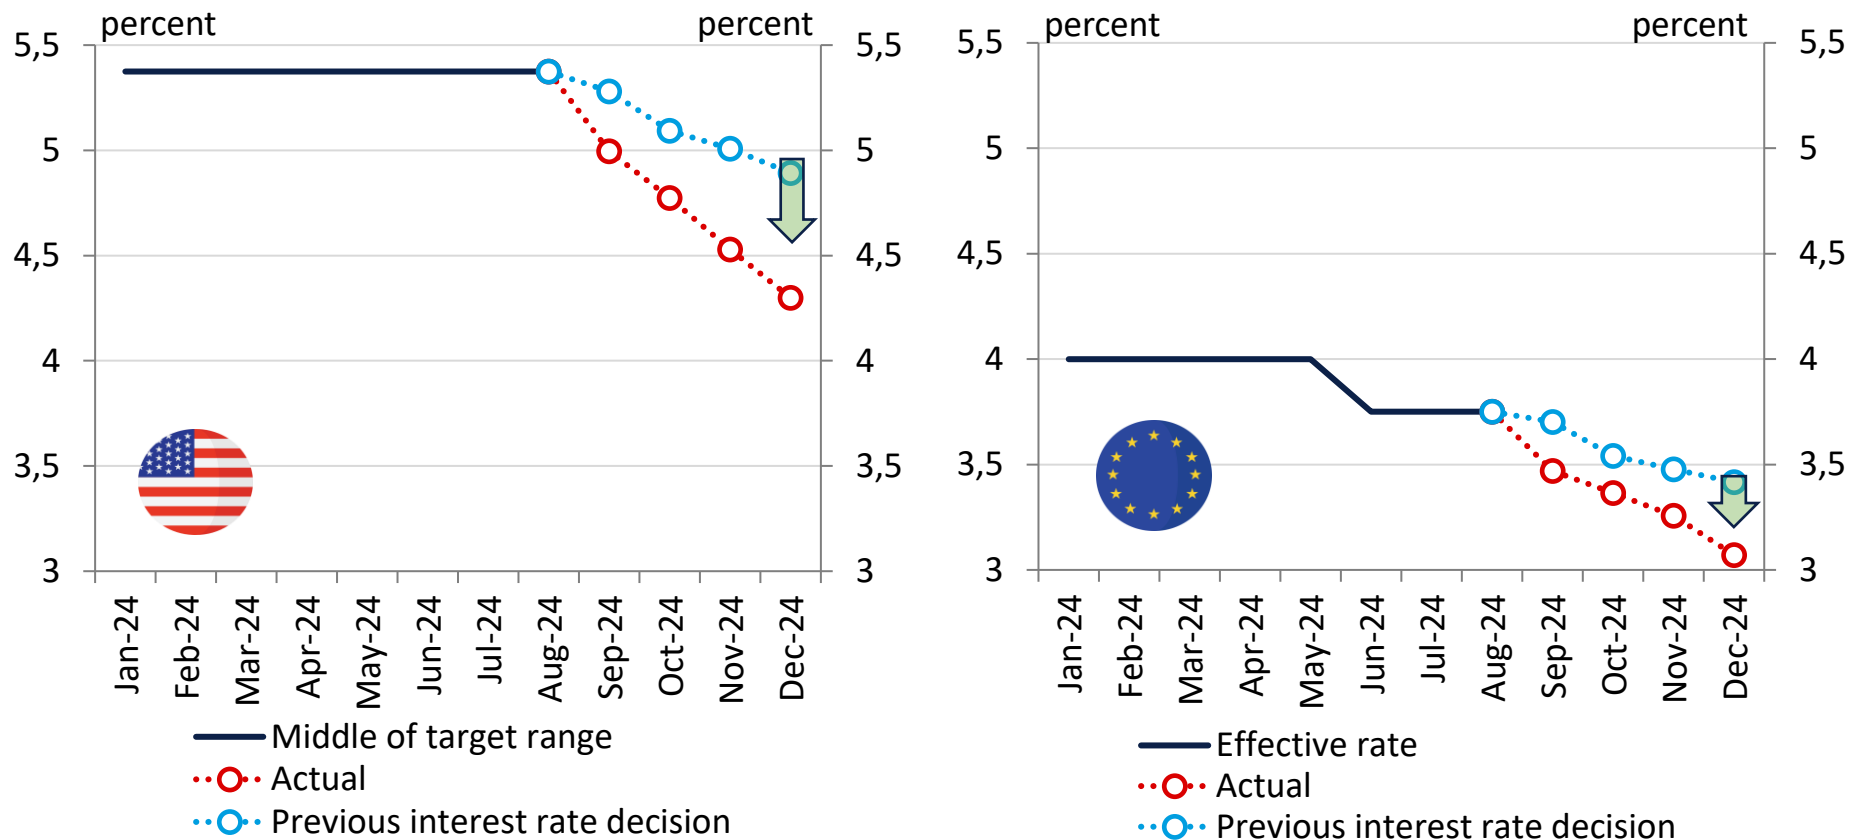 percent percent
5,5 5,5
5 5
4,5 4,5
4 4
3,5 3,5
3 3
Jan-24
Feb-24
Mar-24
Apr-24
May-24
Jun-24
Jul-24
Aug-24
Sep-24
Oct-24
Nov-24
Dec-24
Middle of target range
Actual
Previous interest rate decision
percent percent
5,5 5,5
5 5
4,5 4,5
4 4
3,5 3,5
3 3
Jan-24
Feb-24
Mar-24
Apr-24
May-24
Jun-24
Jul-24
Aug-24
Sep-24
Oct-24
Nov-24
Dec-24
Effective rate
Actual
Previous interest rate decision